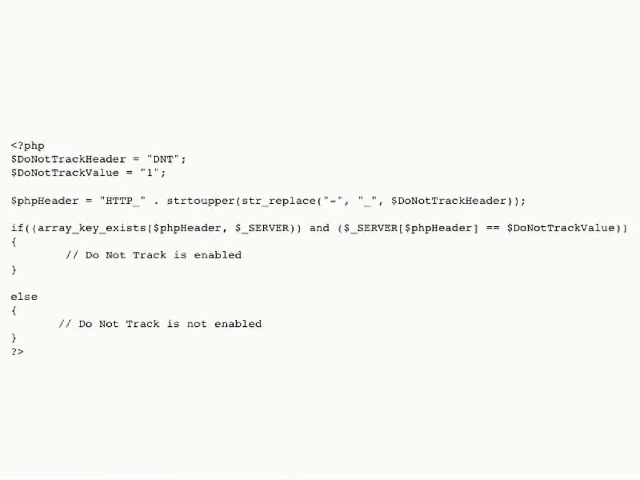 <?php
$DoNotTrackHeader = "DNT";
$DoNotTrackValue = "1";
$phpHeader = "HTTP_" . strtoupper(str_replace("-", "_", $DoNotTrackHeader));
if((array_key_exists($phpHeader, $_SERVER)) and ($_SERVER[$phpHeader] == $DoNotTrackValue))
{
// Do Not Track is enabled
}
else
{
// Do Not Track is not enabled
}
?>